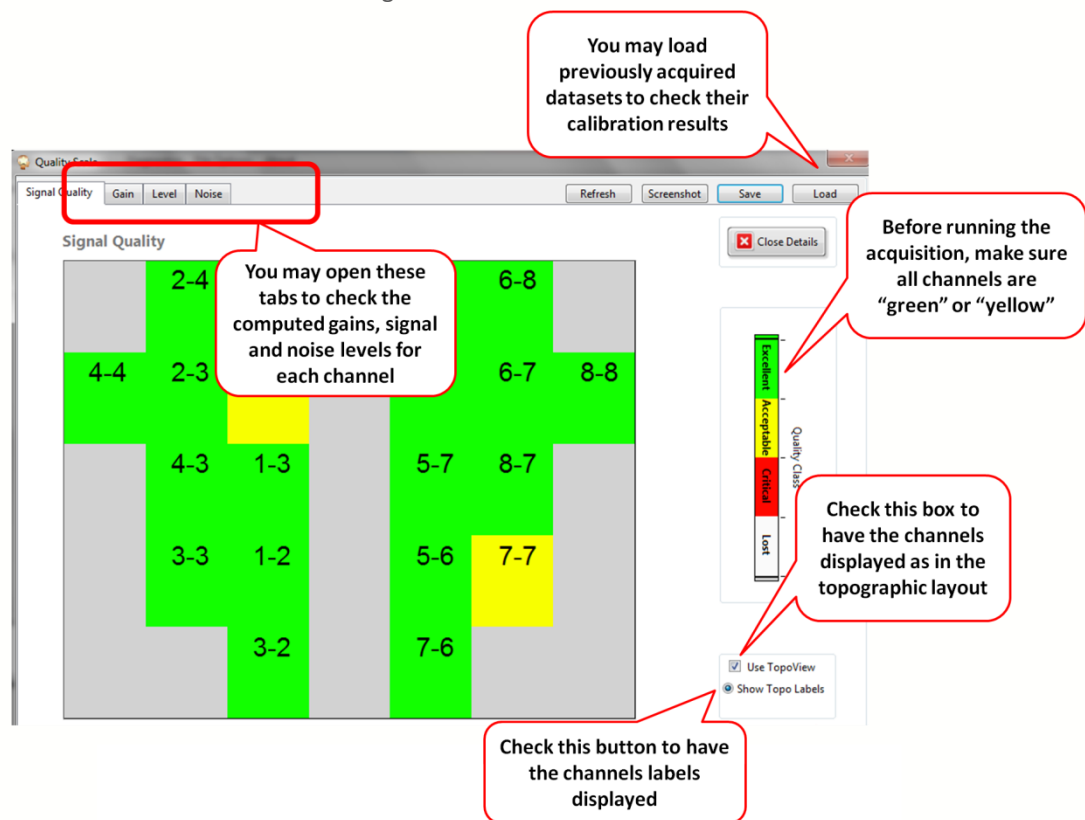 You may load
previously acquired
datasets to check their
calibration results
Quality Scale
Signal Quality Gain Level Noise Refresh Screenshot Save Load
Close Details
Before running the
acquisition, make sure
all channels are
“green” or “yellow”
Signal Quality
You may open these
tabs to check the
computed gains, signal
and noise levels for
each channel
2-4 6-8
4-4 2-3 6-7 8-8
4-3 1-3 5-7 8-7
3-3 1-2 5-6 7-7
3-2 7-6
Excellent
Acceptable
Critical
Lost
Quality Class
Check this box to
have the channels
displayed as in the
topographic layout
Use TopoView
Show Topo Labels
Check this button to have
the channels labels
displayed